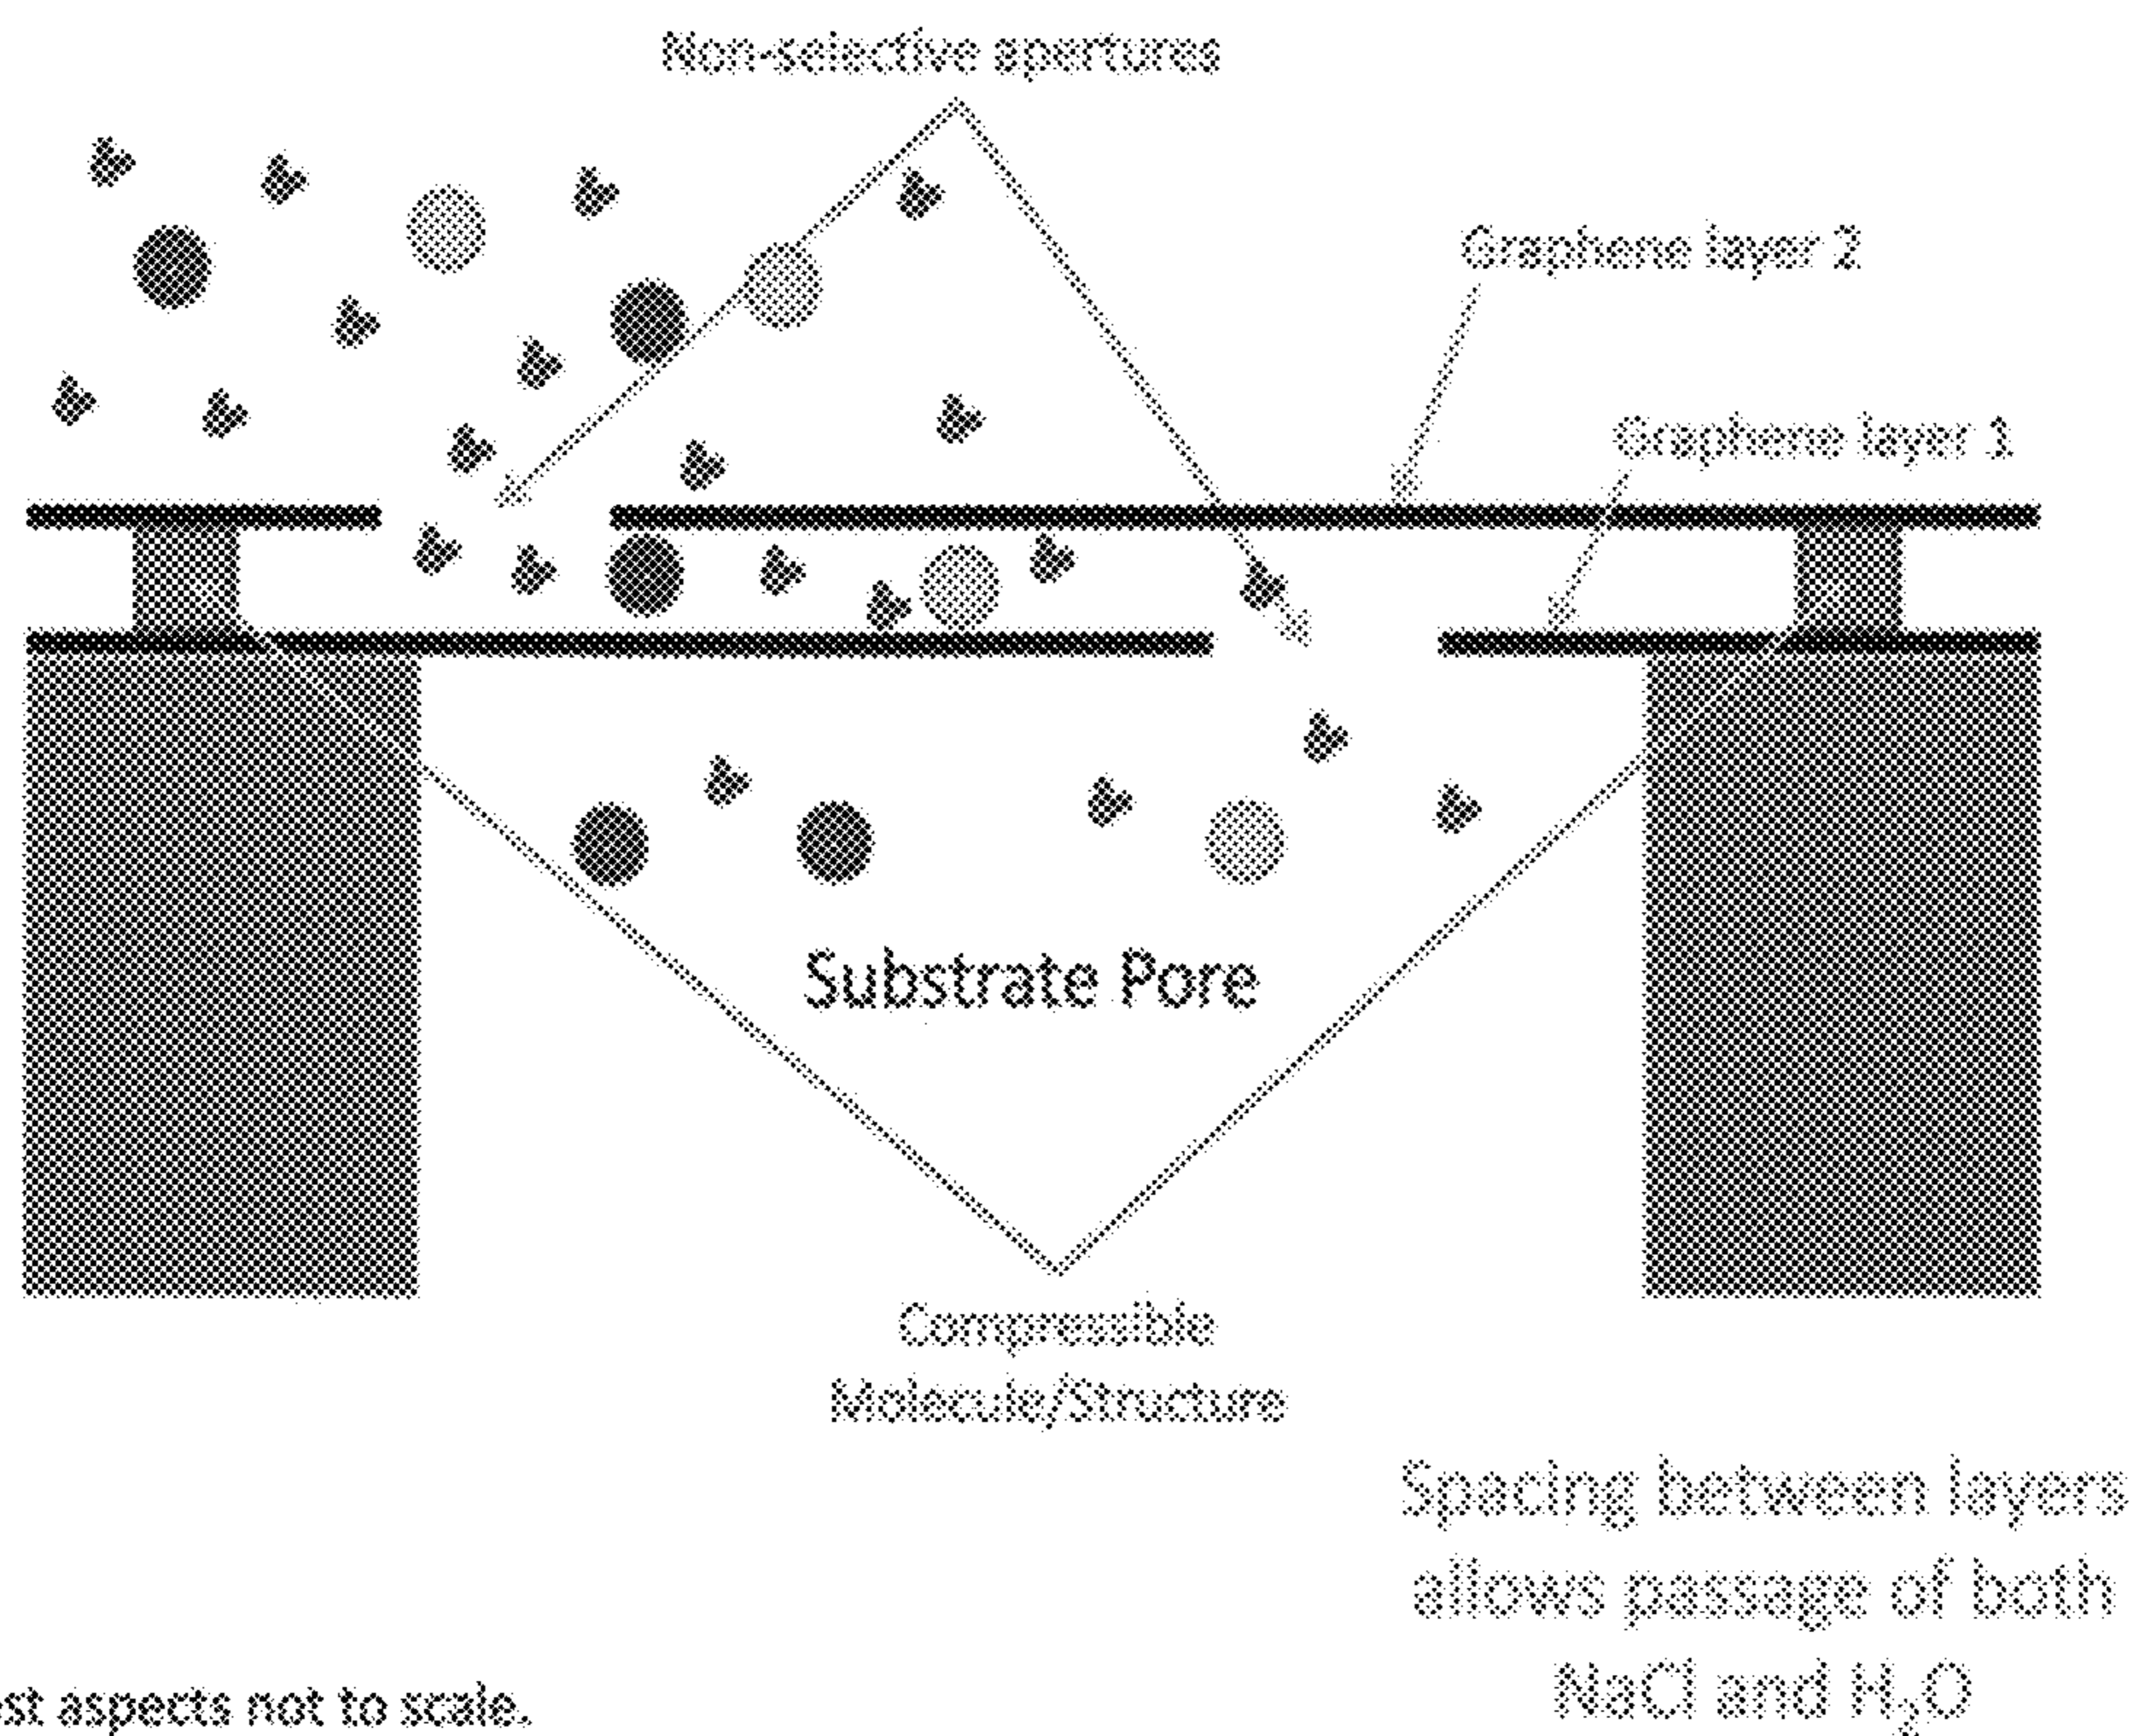 Non-selective apertures
Graphene layer 2
Graphene layer 1
Substrate Pore
Compressible
Molecule/Structure
Spacing between layers
allows passage of both
NaCl and H₂O
aspects not to scale.